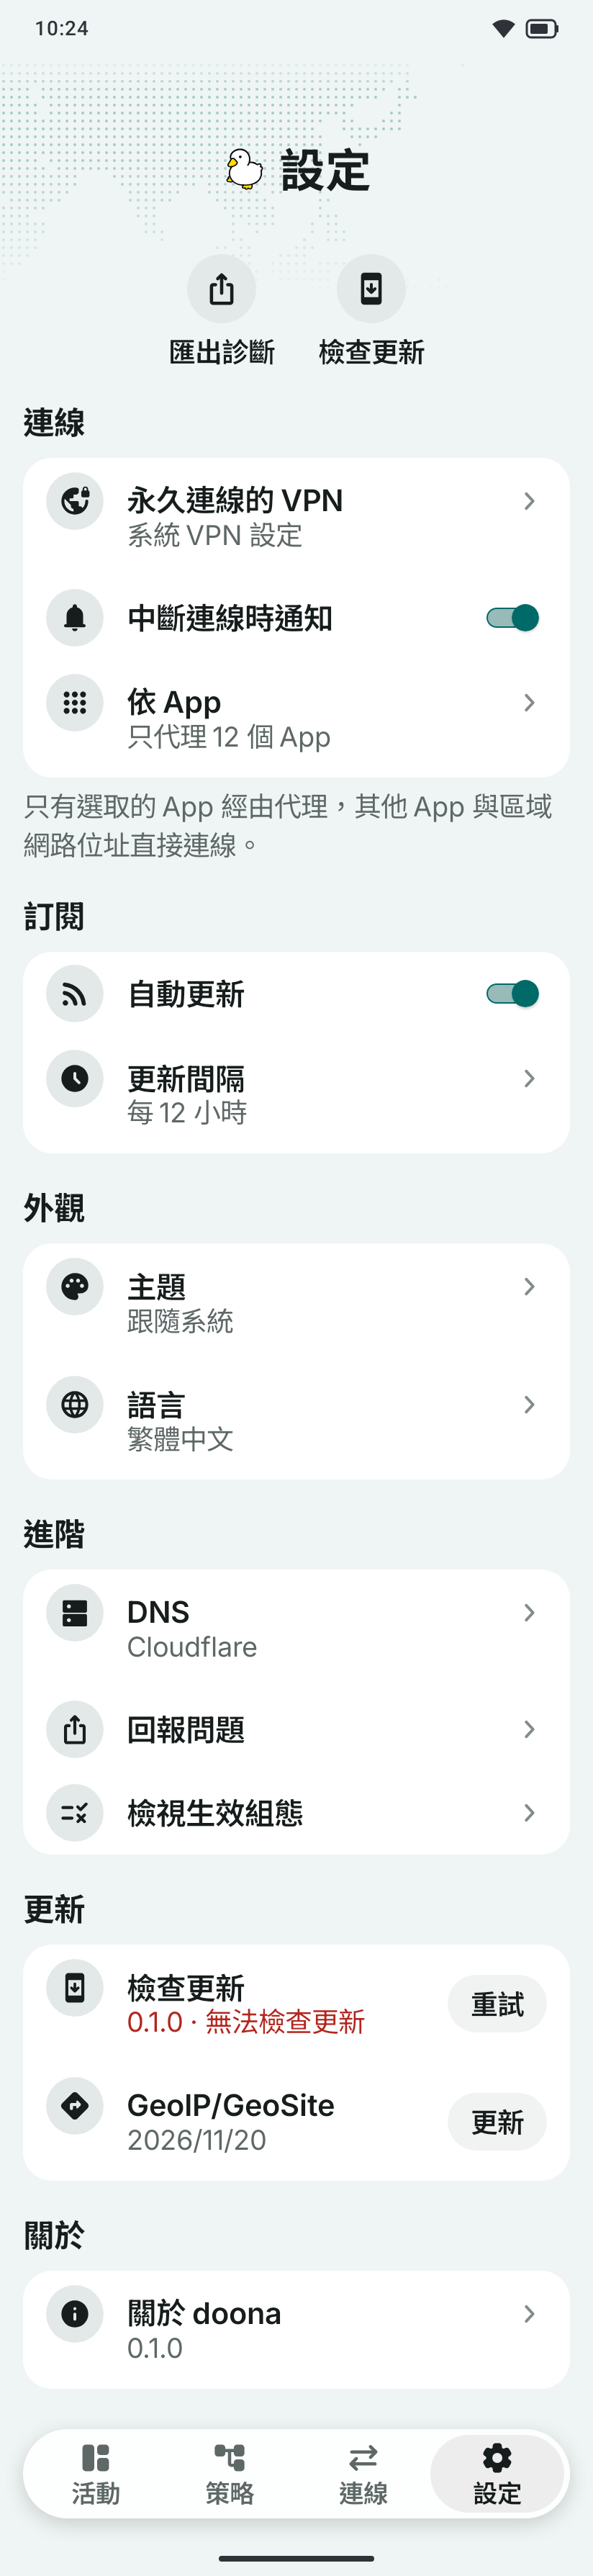 10:24
設定
匯出診斷
檢查更新
連線
永久連線的 VPN
系統 VPN 設定
中斷連線時通知
依 App
只代理 12 個 App
只有選取的 App 經由代理，其他 App 與區域
網路位址直接連線。
訂閱
自動更新
更新間隔
每 12 小時
外觀
主題
跟隨系統
語言
繁體中文
進階
DNS
Cloudflare
回報問題
檢視生效組態
更新
檢查更新
0.1.0 · 無法檢查更新
重試
GeoIP/GeoSite
2026/11/20
更新
關於
關於 doona
0.1.0
活動
策略
連線
設定